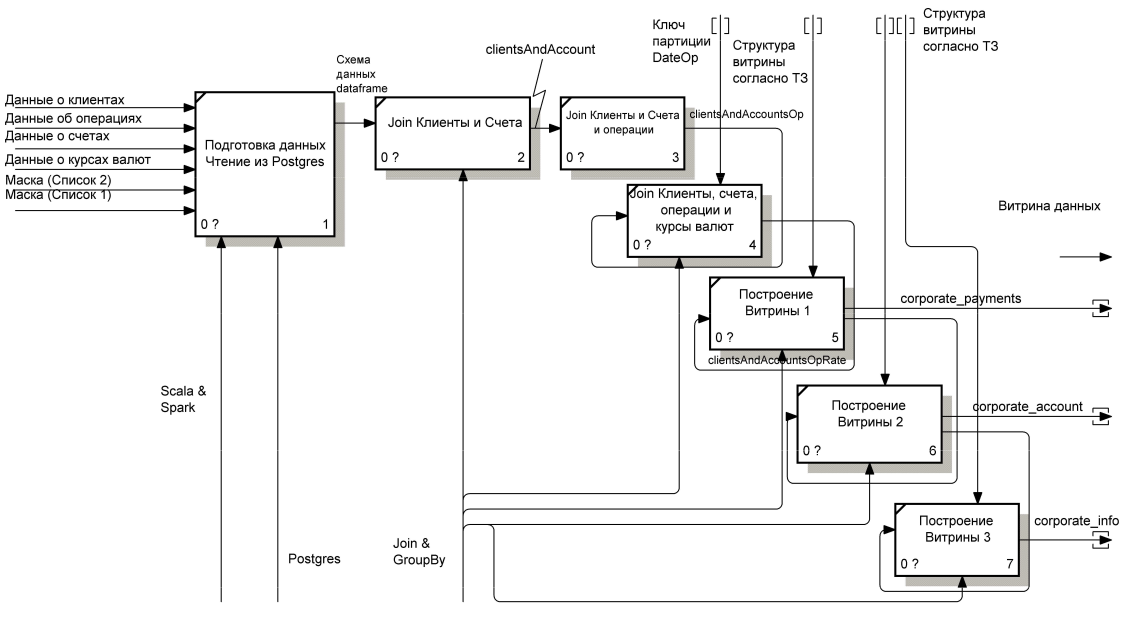 Ключ
партиции
DateOp
Структура
витрины
согласно ТЗ
Структура
витрины
согласно ТЗ
clientsAndAccount
Схема
данных
dataframe
Данные о клиентах
Данные об операциях
Данные о счетах
Данные о курсах валют
Маска (Список 2)
Маска (Список 1)
Подготовка данных
Чтение из Postgres
0 ?
1
Join Клиенты и Счета
0 ?
2
Join Клиенты и Счета
и операции
0 ?
3
clientsAndAccountsOp
Join Клиенты, счета,
операции и
курсы валют
0 ?
4
Витрина данных
Построение
Витрины 1
0 ?
5
corporate_payments
clientsAndAccountsOpRate
Построение
Витрины 2
0 ?
6
corporate_account
Построение
Витрины 3
0 ?
7
corporate_info
Scala &
Spark
Postgres
Join &
GroupBy